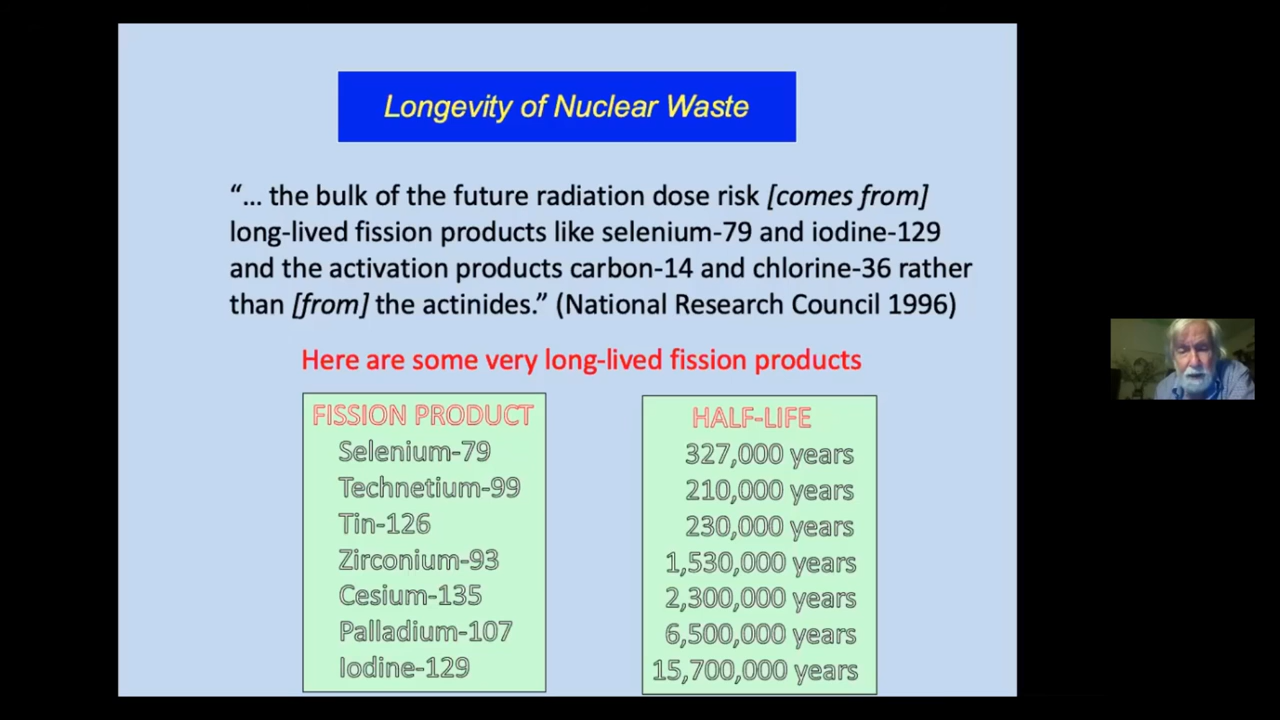 Longevity of Nuclear Waste
“... the bulk of the future radiation dose risk [comes from]
long-lived fission products like selenium-79 and iodine-129
and the activation products carbon-14 and chlorine-36 rather
than [from] the actinides.” (National Research Council 1996)
Here are some very long-lived fission products
FISSION PRODUCT HALF-LIFE
Selenium-79 327,000 years
Technetium-99 210,000 years
Tin-126 230,000 years
Zirconium-93 1,530,000 years
Cesium-135 2,300,000 years
Palladium-107 6,500,000 years
Iodine-129 15,700,000 years